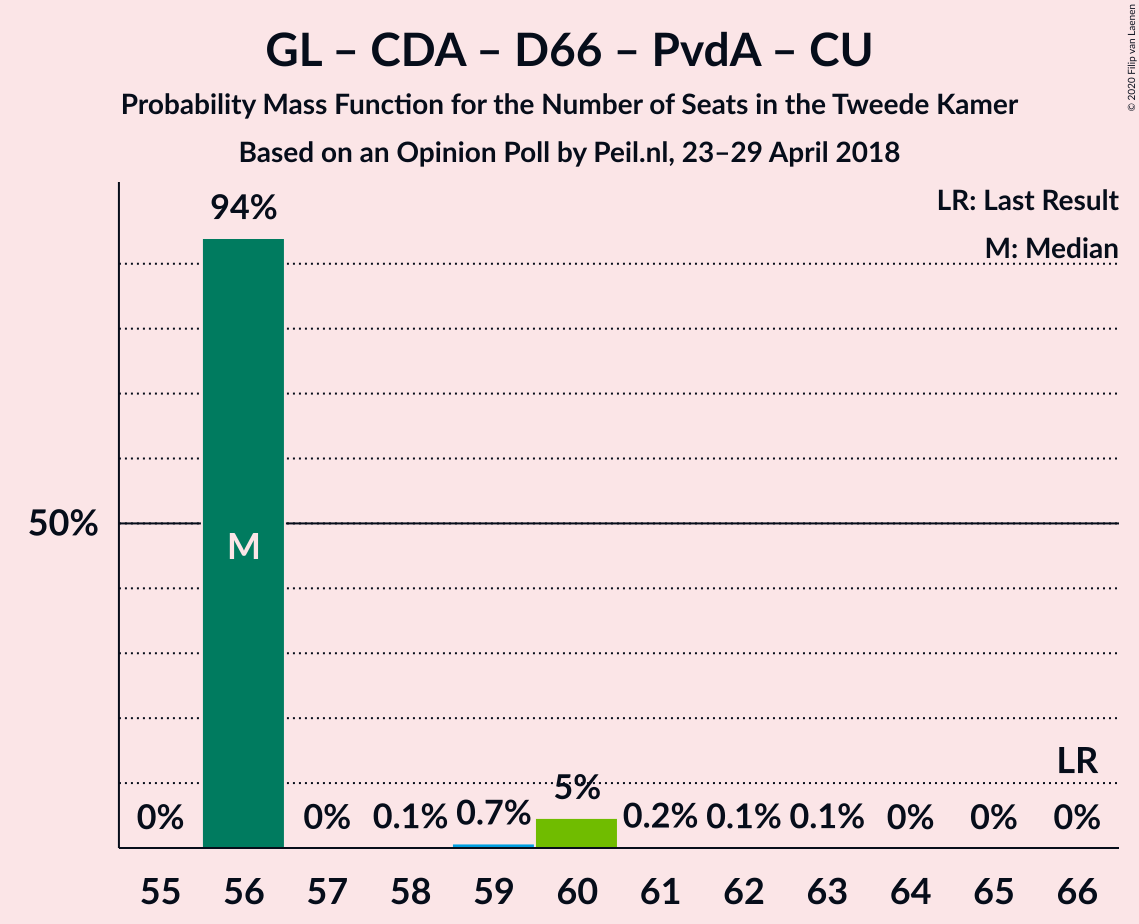 GL – CDA – D66 – PvdA – CU
Probability Mass Function for the Number of Seats in the Tweede Kamer
Based on an Opinion Poll by Peil.nl, 23–29 April 2018
© 2020 Filip van Laenen
LR: Last Result
M: Median
94%
50%
M
LR
0% 0% 0.1% 0.7% 5% 0.2% 0.1% 0.1% 0% 0% 0%
55 56 57 58 59 60 61 62 63 64 65 66